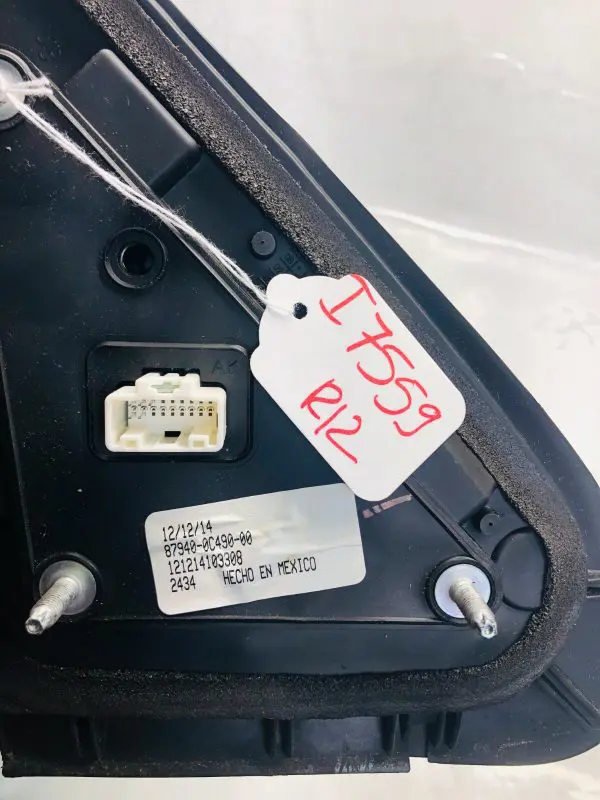 I7559
R12
12/12/14
87940-0C490-00
121214103308
2434 HECHO EN MEXICO